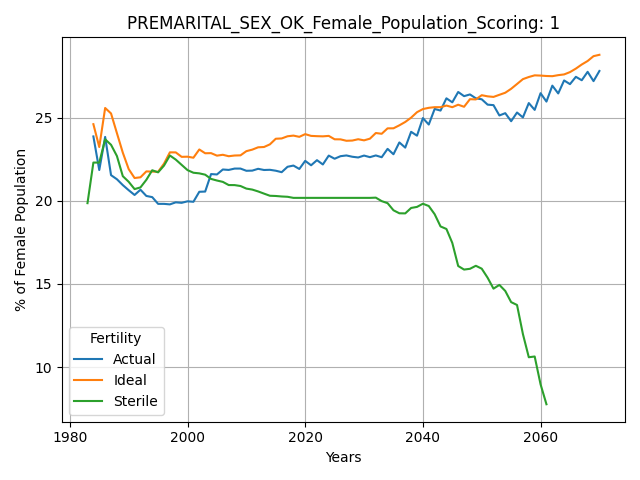 PREMARITAL_SEX_OK_Female_Population_Scoring: 1
% of Female Population
25
20
15
10
Fertility
Actual
Ideal
Sterile
1980
2000
2020
2040
2060
Years